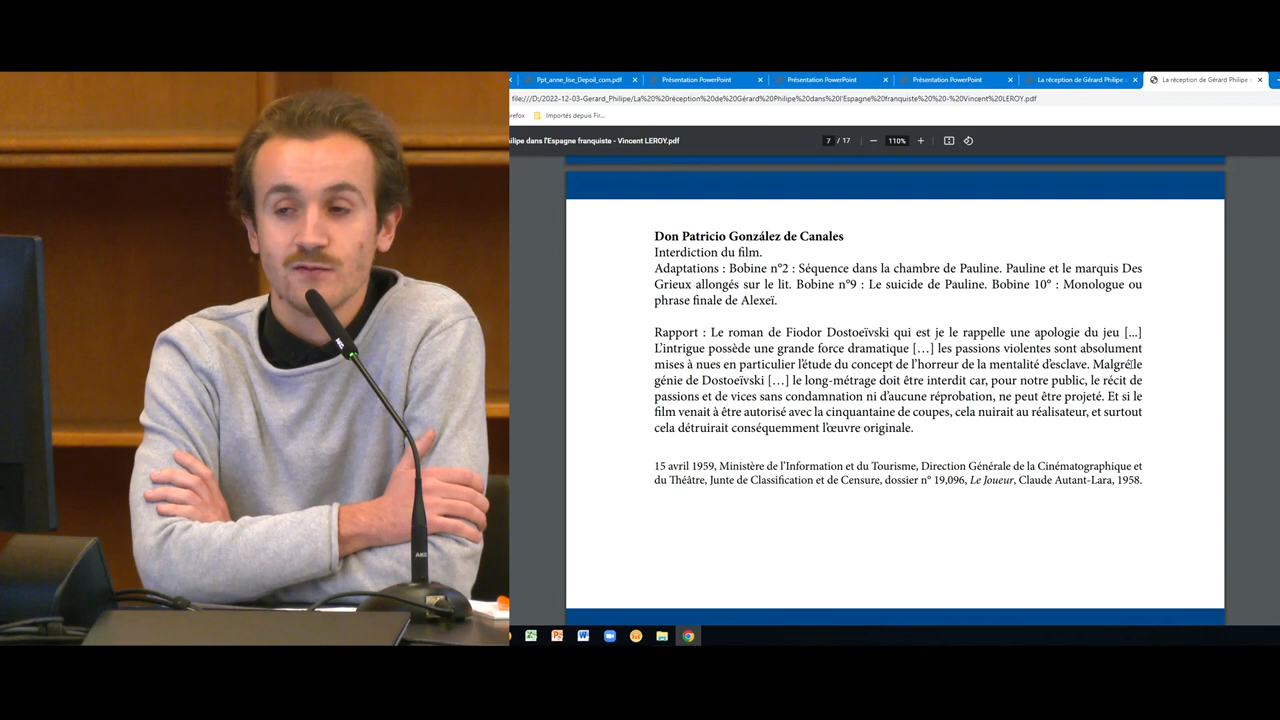 Ppt_anne_lise_Depoil_com.pdf
Présentation PowerPoint
Présentation PowerPoint
Présentation PowerPoint
La réception de Gérard Philipe
La réception de Gérard Philipe
file:///D:/2022-12-03-Gerard_Philipe/La%20%20réception%20de%20Gérard%20Philipe%20dans%20l'Espagne%20franquiste%20-%20Vincent%20LEROY.pdf
Importés depuis Fir...
dans l'Espagne franquiste - Vincent LEROY.pdf
7 / 17
110%
Don Patricio González de Canales
Interdiction du film.
Adaptations : Bobine n°2 : Séquence dans la chambre de Pauline. Pauline et le marquis Des
Grieux allongés sur le lit. Bobine n°9 : Le suicide de Pauline. Bobine 10° : Monologue ou
phrase finale de Alexeï.
Rapport : Le roman de Fiodor Dostoeïvski qui est je le rappelle une apologie du jeu [...]
L'intrigue possède une grande force dramatique […] les passions violentes sont absolument
mises à nues en particulier l'étude du concept de l'horreur de la mentalité d'esclave. Malgré le
génie de Dostoeïvski […] le long-métrage doit être interdit car, pour notre public, le récit de
passions et de vices sans condamnation ni d'aucune réprobation, ne peut être projeté. Et si le
film venait à être autorisé avec la cinquantaine de coupes, cela nuirait au réalisateur, et surtout
cela détruirait conséquemment l'œuvre originale.
15 avril 1959, Ministère de l'Information et du Tourisme, Direction Générale de la Cinématographique et
du Théâtre, Junte de Classification et de Censure, dossier n° 19,096, Le Joueur, Claude Autant-Lara, 1958.
AKG